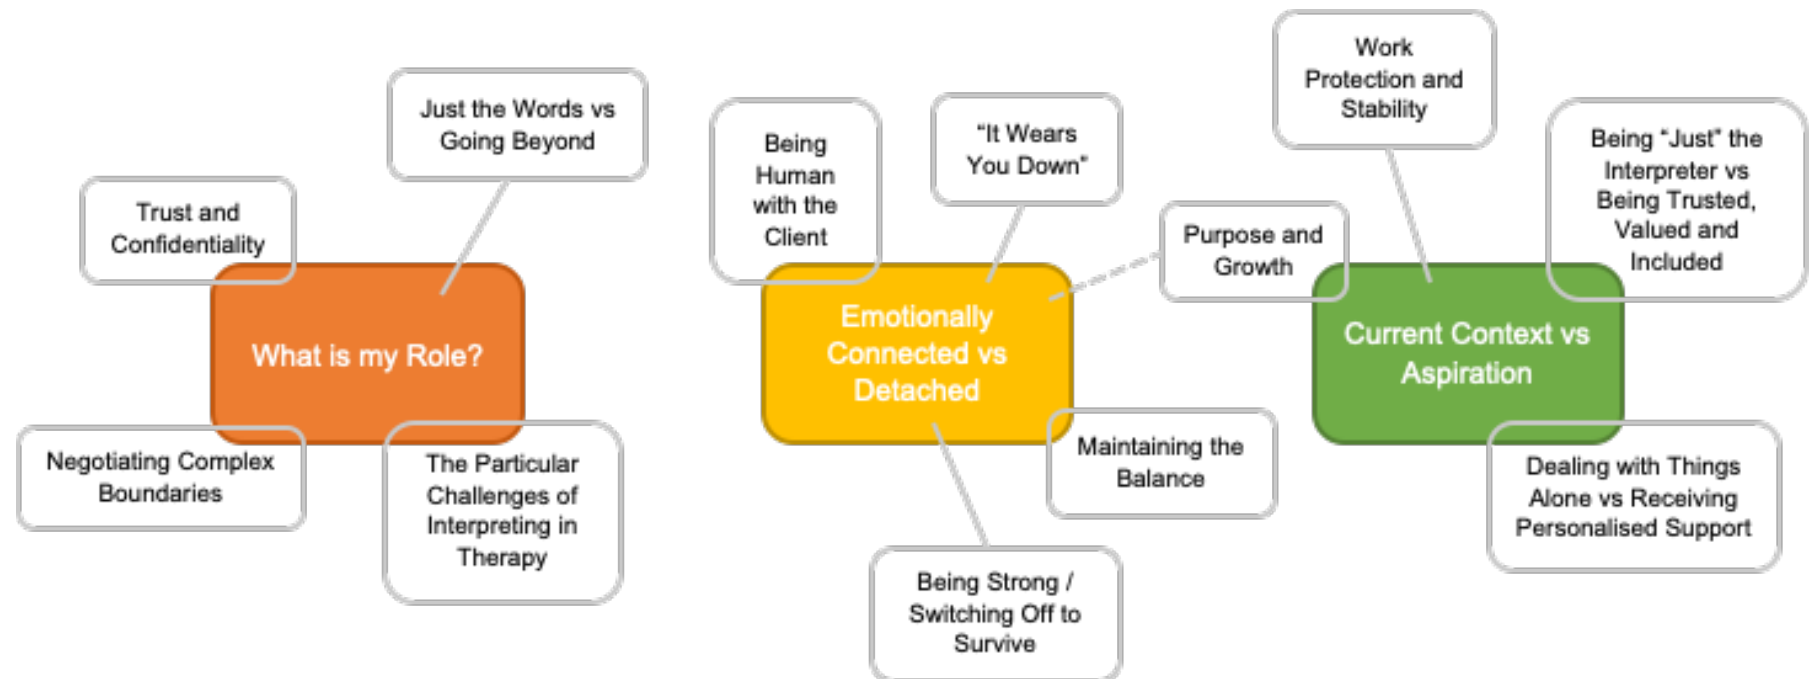 Just the Words vs
Going Beyond
Trust and
Confidentiality
What is my Role?
Negotiating Complex
Boundaries
The Particular
Challenges of
Interpreting in
Therapy
Being
Human
with the
Client
“It Wears
You Down”
Purpose and
Growth
Emotionally
Connected vs
Detached
Maintaining the
Balance
Being Strong /
Switching Off to
Survive
Work
Protection and
Stability
Being “Just” the
Interpreter vs
Being Trusted,
Valued and
Included
Current Context vs
Aspiration
Dealing with Things
Alone vs Receiving
Personalised Support